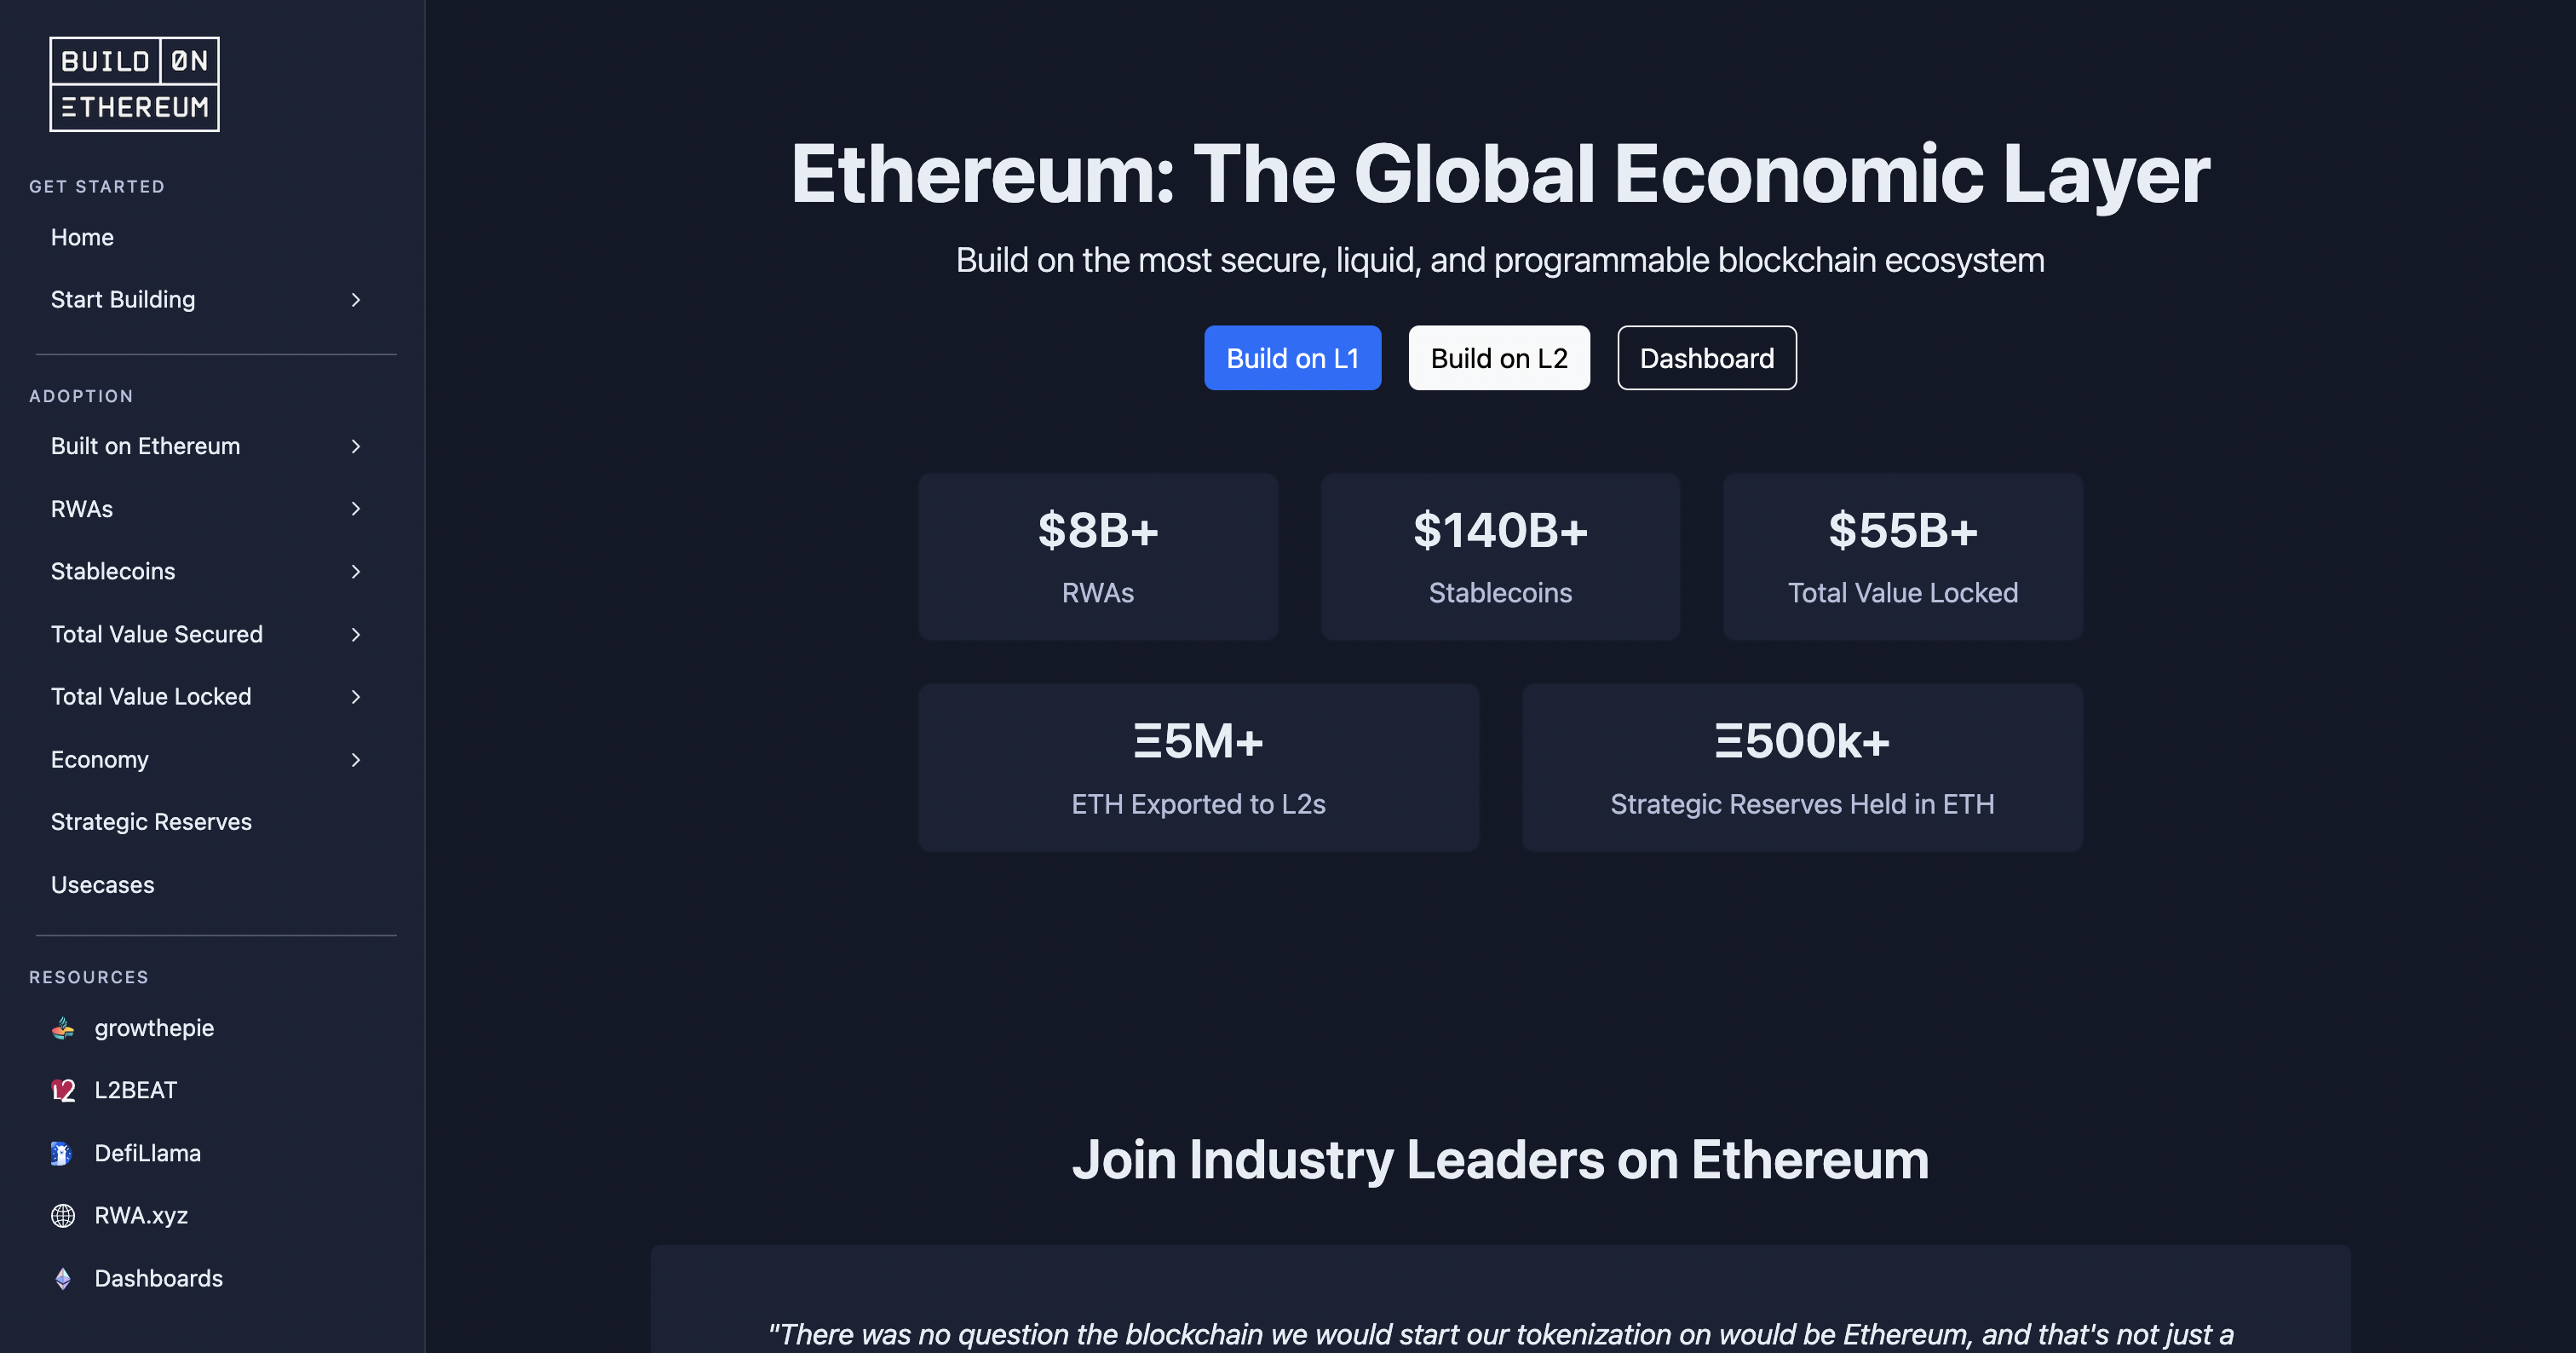 BUILD ON
ΞTHEREUM
GET STARTED
Home
Start Building
ADOPTION
Built on Ethereum
RWAs
Stablecoins
Total Value Secured
Total Value Locked
Economy
Strategic Reserves
Usecases
RESOURCES
growthepie
L2BEAT
DefiLlama
RWA.xyz
Dashboards
Ethereum: The Global Economic Layer
Build on the most secure, liquid, and programmable blockchain ecosystem
Build on L1
Build on L2
Dashboard
$8B+
RWAs
$140B+
Stablecoins
$55B+
Total Value Locked
Ξ5M+
ETH Exported to L2s
Ξ500k+
Strategic Reserves Held in ETH
Join Industry Leaders on Ethereum
"There was no question the blockchain we would start our tokenization on would be Ethereum, and that's not just a